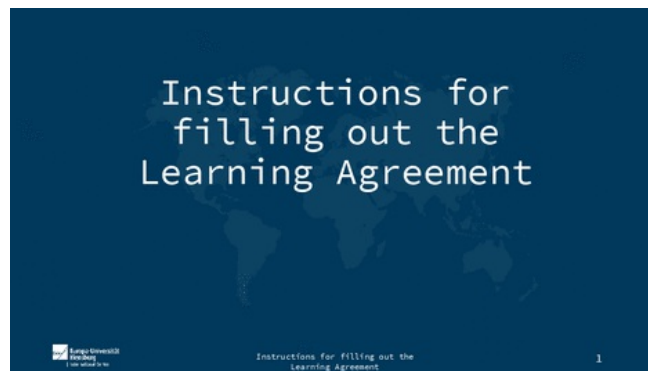 Instructions for
filling out the
Learning Agreement
Europa-Universität
Flensburg
Instructions for filling out the
Learning Agreement
1